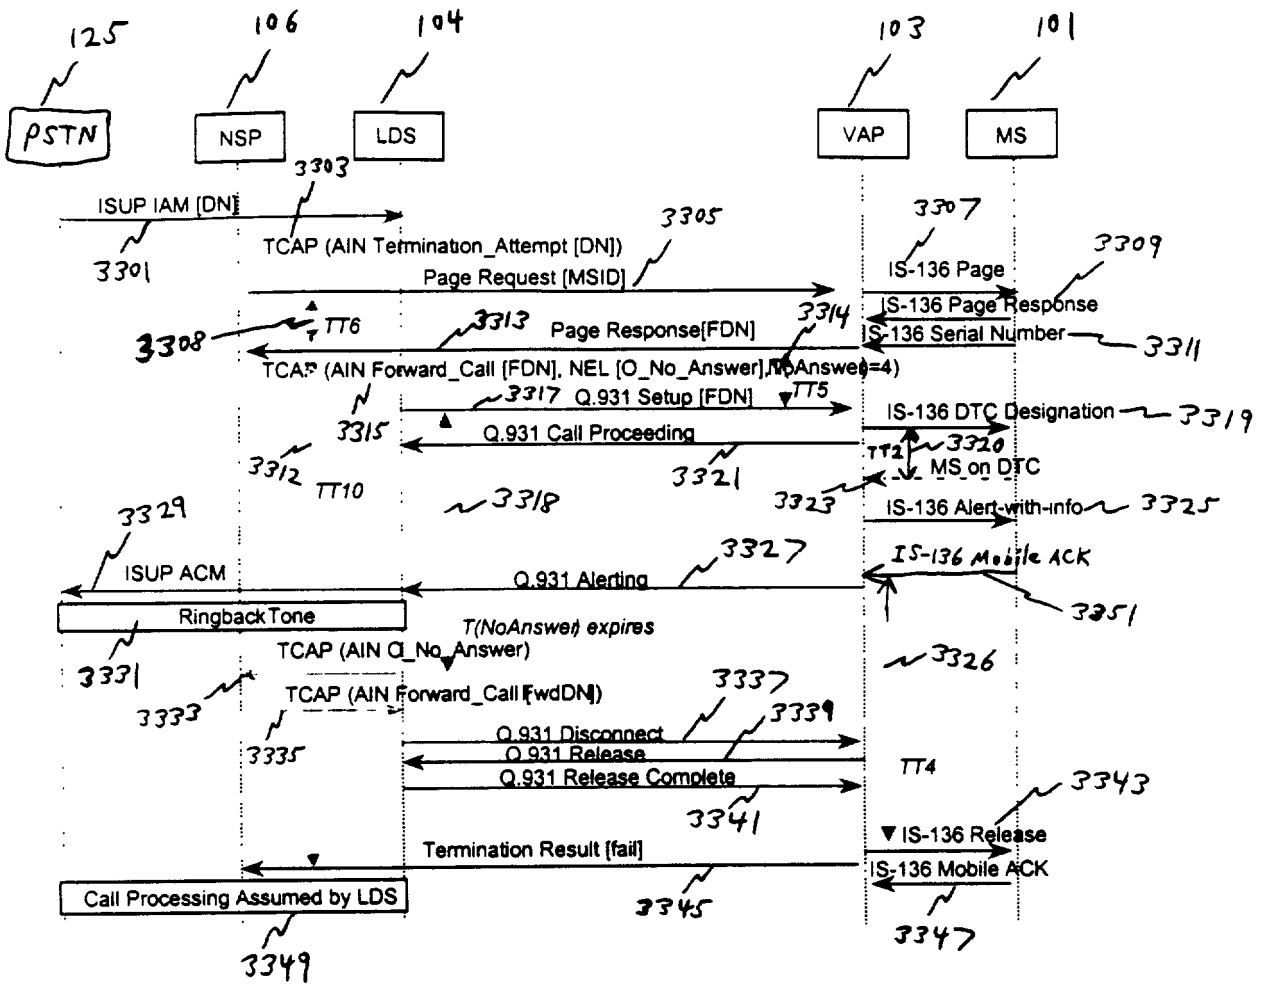 125
106
104
103
101
PSTN
NSP
LDS
VAP
MS
3303
ISUP IAM [DN]
3301
TCAP (AIN Termination_Attempt [DN])
3305
3307
3309
Page Request [MSID]
IS-136 Page
IS-136 Page Response
3308
TT6
3313
Page Response[FDN]
3314
IS-136 Serial Number
3311
TCAP (AIN Forward_Call [FDN], NEL [O_No_Answer],NoAnswer=4)
TT5
3317
Q.931 Setup [FDN]
IS-136 DTC Designation
3319
3315
Q.931 Call Proceeding
TT2
3320
3312
3321
MS on DTC
TT10
3323
3318
3329
IS-136 Alert-with-info
3325
3327
IS-136 Mobile ACK
ISUP ACM
Q.931 Alerting
3351
Ringback Tone
T(NoAnswer) expires
3331
TCAP (AIN O_No_Answer)
3326
3333
TCAP (AIN Forward_Call [FwdDN])
3337
3339
3335
Q.931 Disconnect
Q.931 Release
TT4
Q.931 Release Complete
3343
3341
IS-136 Release
Termination Result [fail]
IS-136 Mobile ACK
Call Processing Assumed by LDS
3345
3347
3349